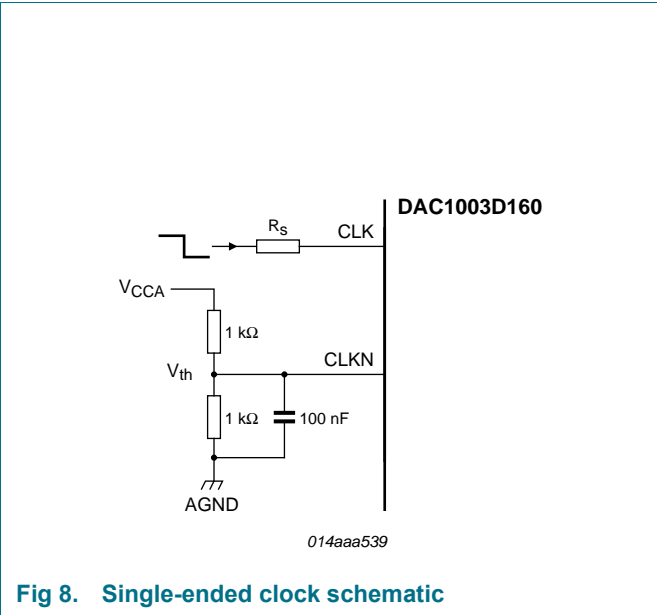 DAC1003D160
RS
CLK
VCCA
1 kΩ
CLKN
Vth
1 kΩ
100 nF
AGND
014aaa539
Fig 8. Single-ended clock schematic